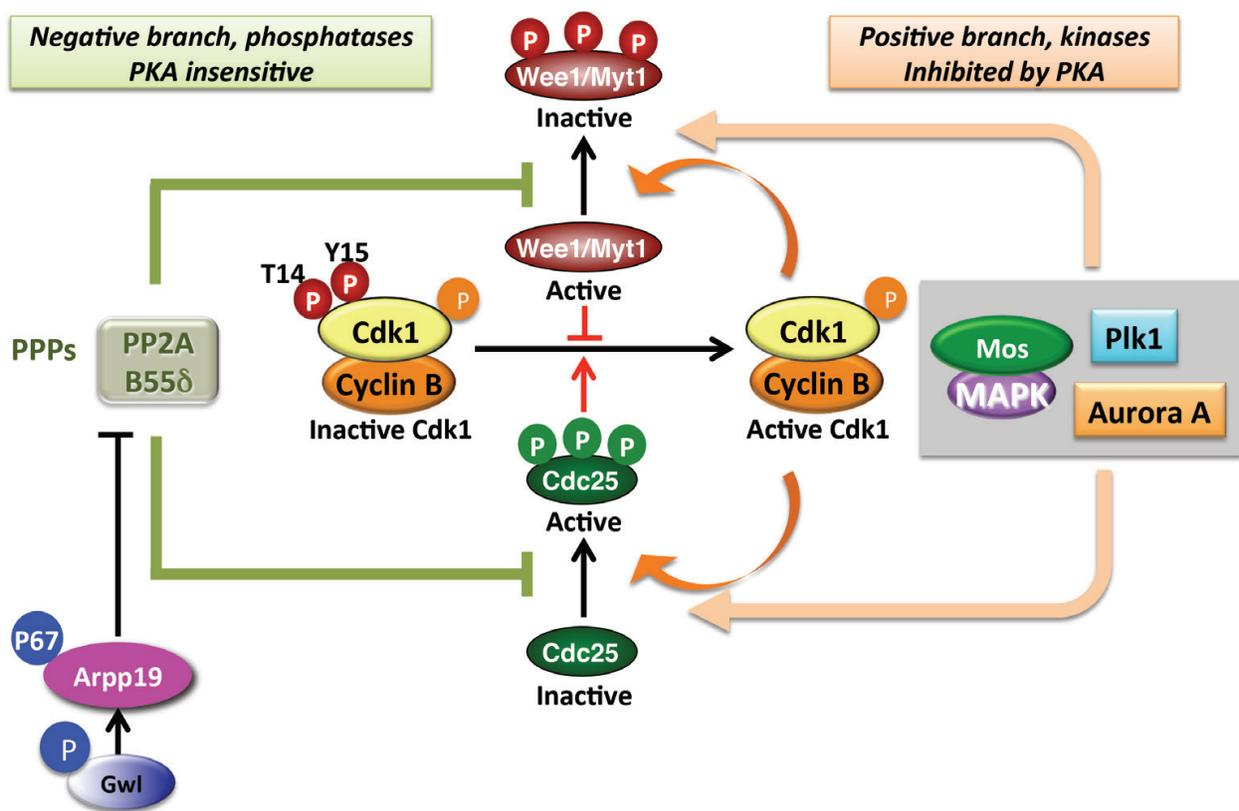 Negative branch, phosphatases
PKA insensitive
P P P
Wee1/Myt1
Inactive
Positive branch, kinases
Inhibited by PKA
Wee1/Myt1
Active
T14
Y15
P
P
P
Cdk1
Cyclin B
Inactive Cdk1
P
Cdk1
Cyclin B
Active Cdk1
PPPs
PP2A
B55δ
Mos
MAPK
Plk1
Aurora A
P P P
Cdc25
Active
Cdc25
Inactive
P67
Arpp19
P
Gwl